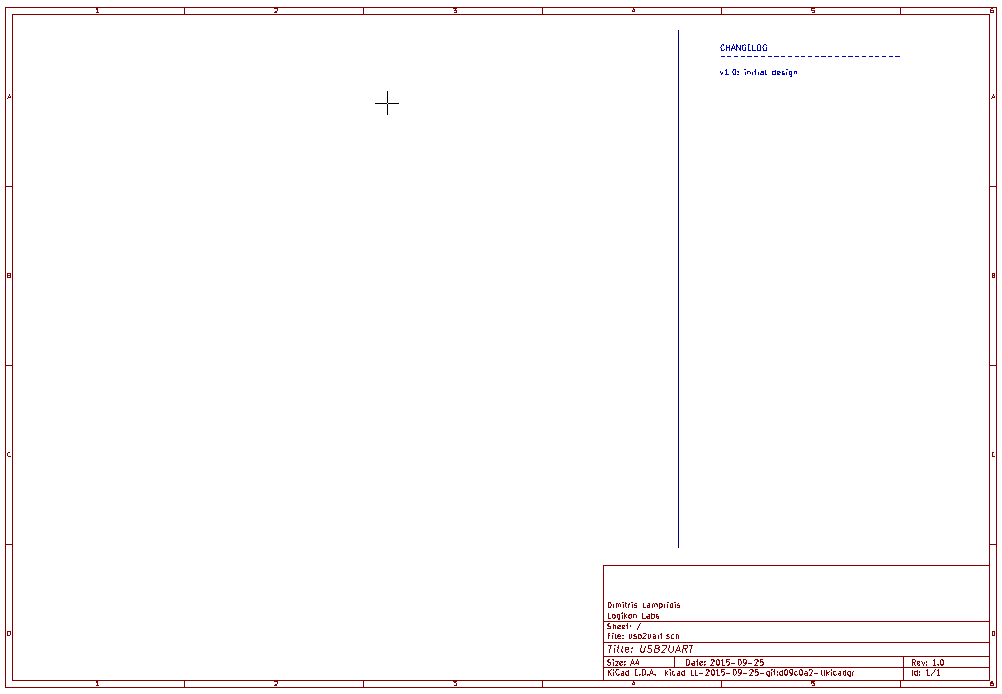 1 2 3 4 5 6
CHANGELOG
v1.0: initial design
A A
B B
C C
D D
Dimitris Lampridis
Logikon Labs
Sheet: /
File: usb2uart.sch
Title: USB2UART
Size: A4 Date: 2015-09-25 Rev: 1.0
KiCad E.D.A. kicad LL-2015-09-25-git:d09c0a2- Id: 1/1
1 2 3 4 5 6